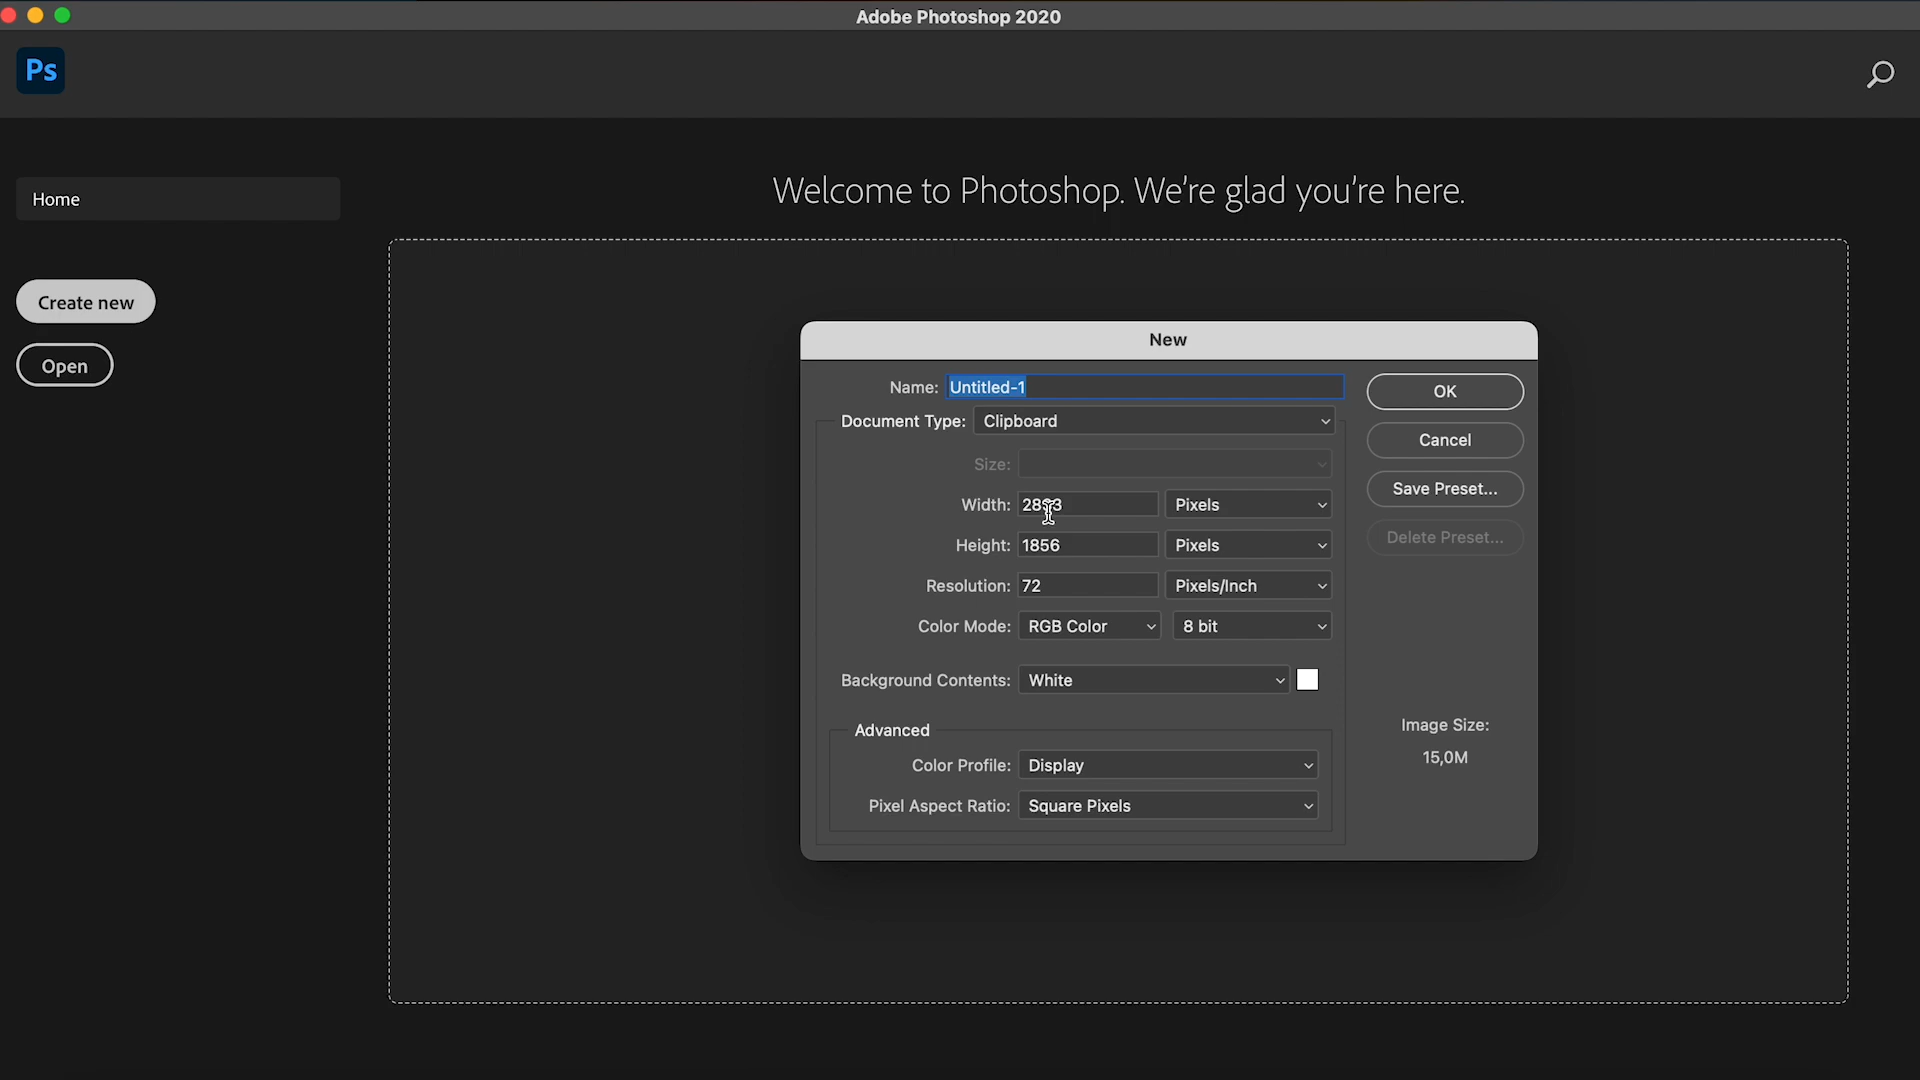 Adobe Photoshop 2020
Ps
Home
Welcome to Photoshop. We're glad you're here.
Create new
Open
New
Name: Untitled-1
OK
Document Type: Clipboard
Cancel
Size:
Save Preset...
Width: Pixels
Height: 1856 Pixels
Delete Preset...
Resolution: 72 Pixels/Inch
Color Mode: RGB Color 8 bit
Background Contents: White
Advanced
Image Size:
15,0M
Color Profile: Display
Pixel Aspect Ratio: Square Pixels